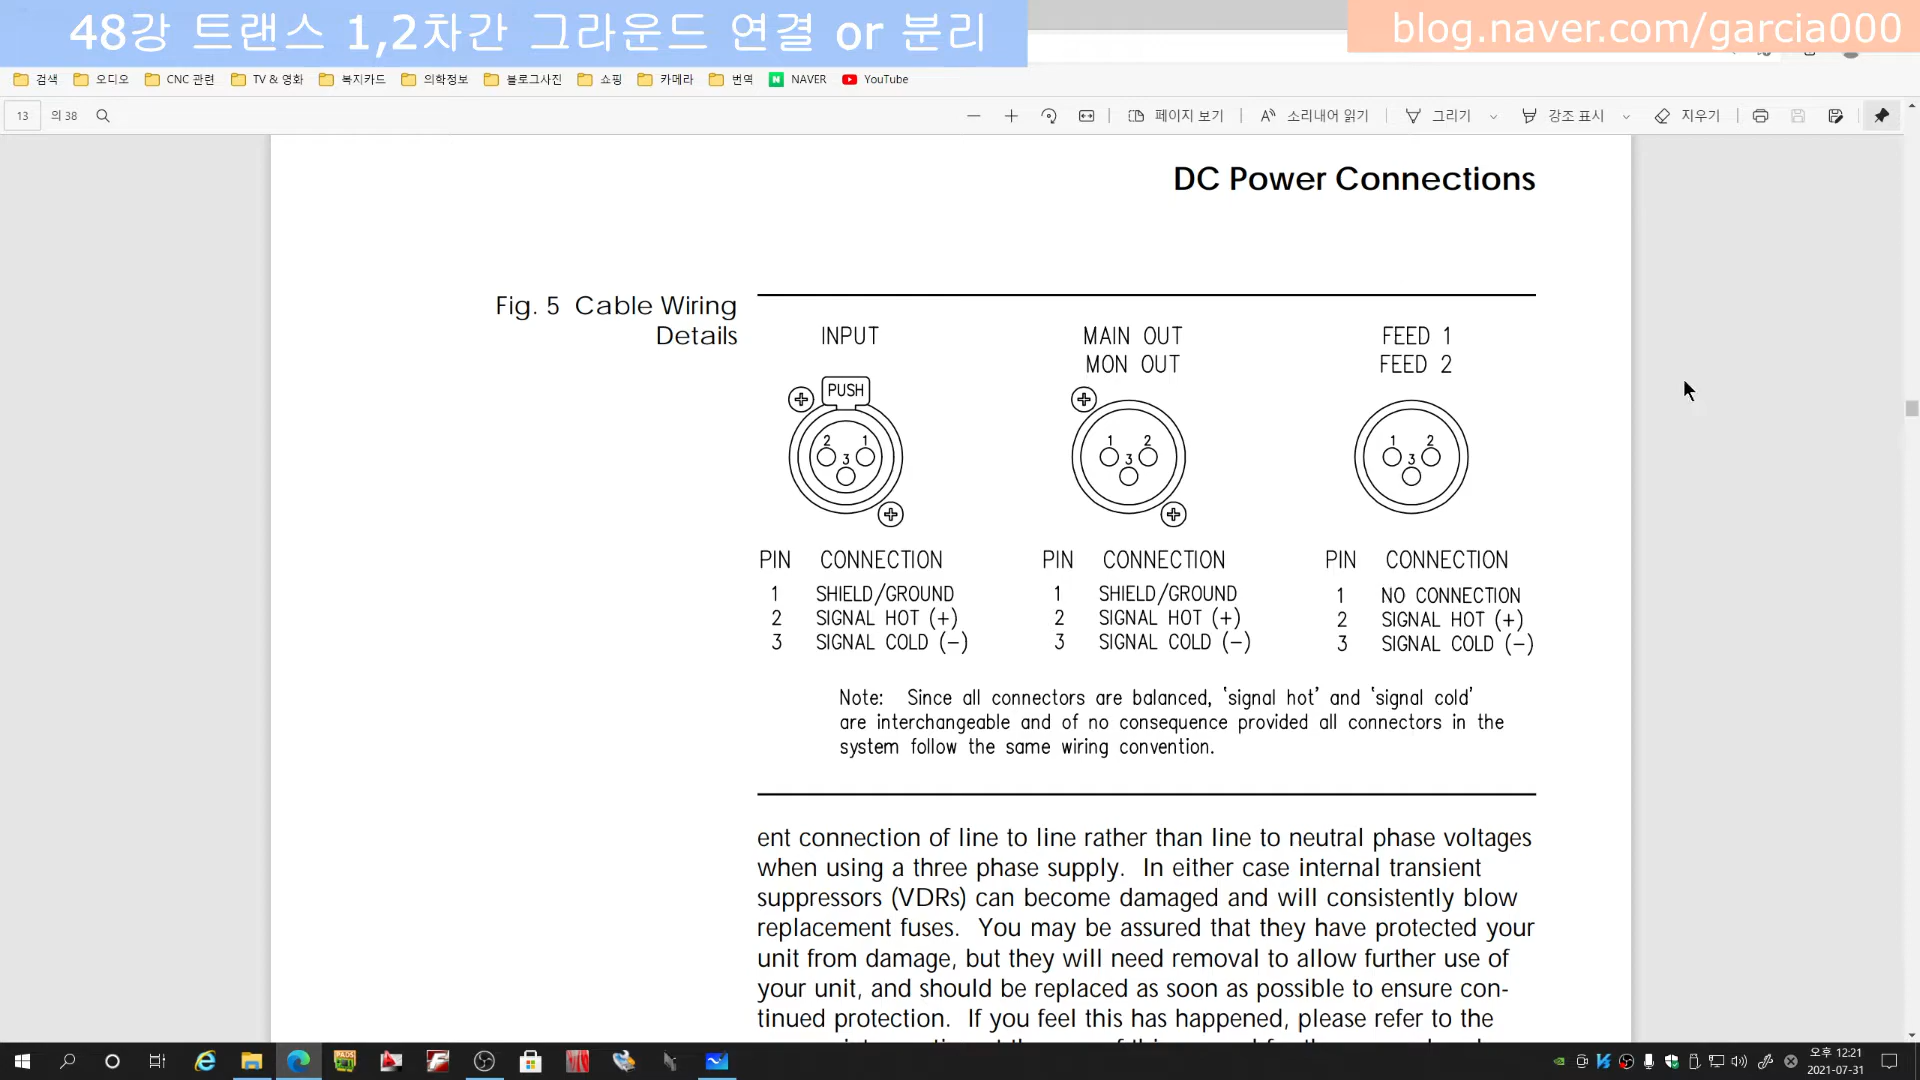 48강 트랜스 1,2차간 그라운드 연결 or 분리
blog.naver.com/garcia000
검색 오디오 CNC 관련 TV & 영화 복지카드 의학정보 블로그사진 쇼핑 카메라 번역 NAVER YouTube
13 의 38 페이지 보기 소리내어 읽기 그리기 강조 표시 지우기
DC Power Connections
Fig. 5 Cable Wiring
Details
INPUT MAIN OUT FEED 1
MON OUT FEED 2
PUSH
2 1 1 2 1 2
3 3 3
PIN CONNECTION PIN CONNECTION PIN CONNECTION
1 SHIELD/GROUND 1 SHIELD/GROUND 1 NO CONNECTION
2 SIGNAL HOT (+) 2 SIGNAL HOT (+) 2 SIGNAL HOT (+)
3 SIGNAL COLD (−) 3 SIGNAL COLD (−) 3 SIGNAL COLD (−)
Note: Since all connectors are balanced, 'signal hot' and 'signal cold'
are interchangeable and of no consequence provided all connectors in the
system follow the same wiring convention.
ent connection of line to line rather than line to neutral phase voltages
when using a three phase supply. In either case internal transient
suppressors (VDRs) can become damaged and will consistently blow
replacement fuses. You may be assured that they have protected your
unit from damage, but they will need removal to allow further use of
your unit, and should be replaced as soon as possible to ensure con-
tinued protection. If you feel this has happened, please refer to the
오후 12:21
2021-07-31